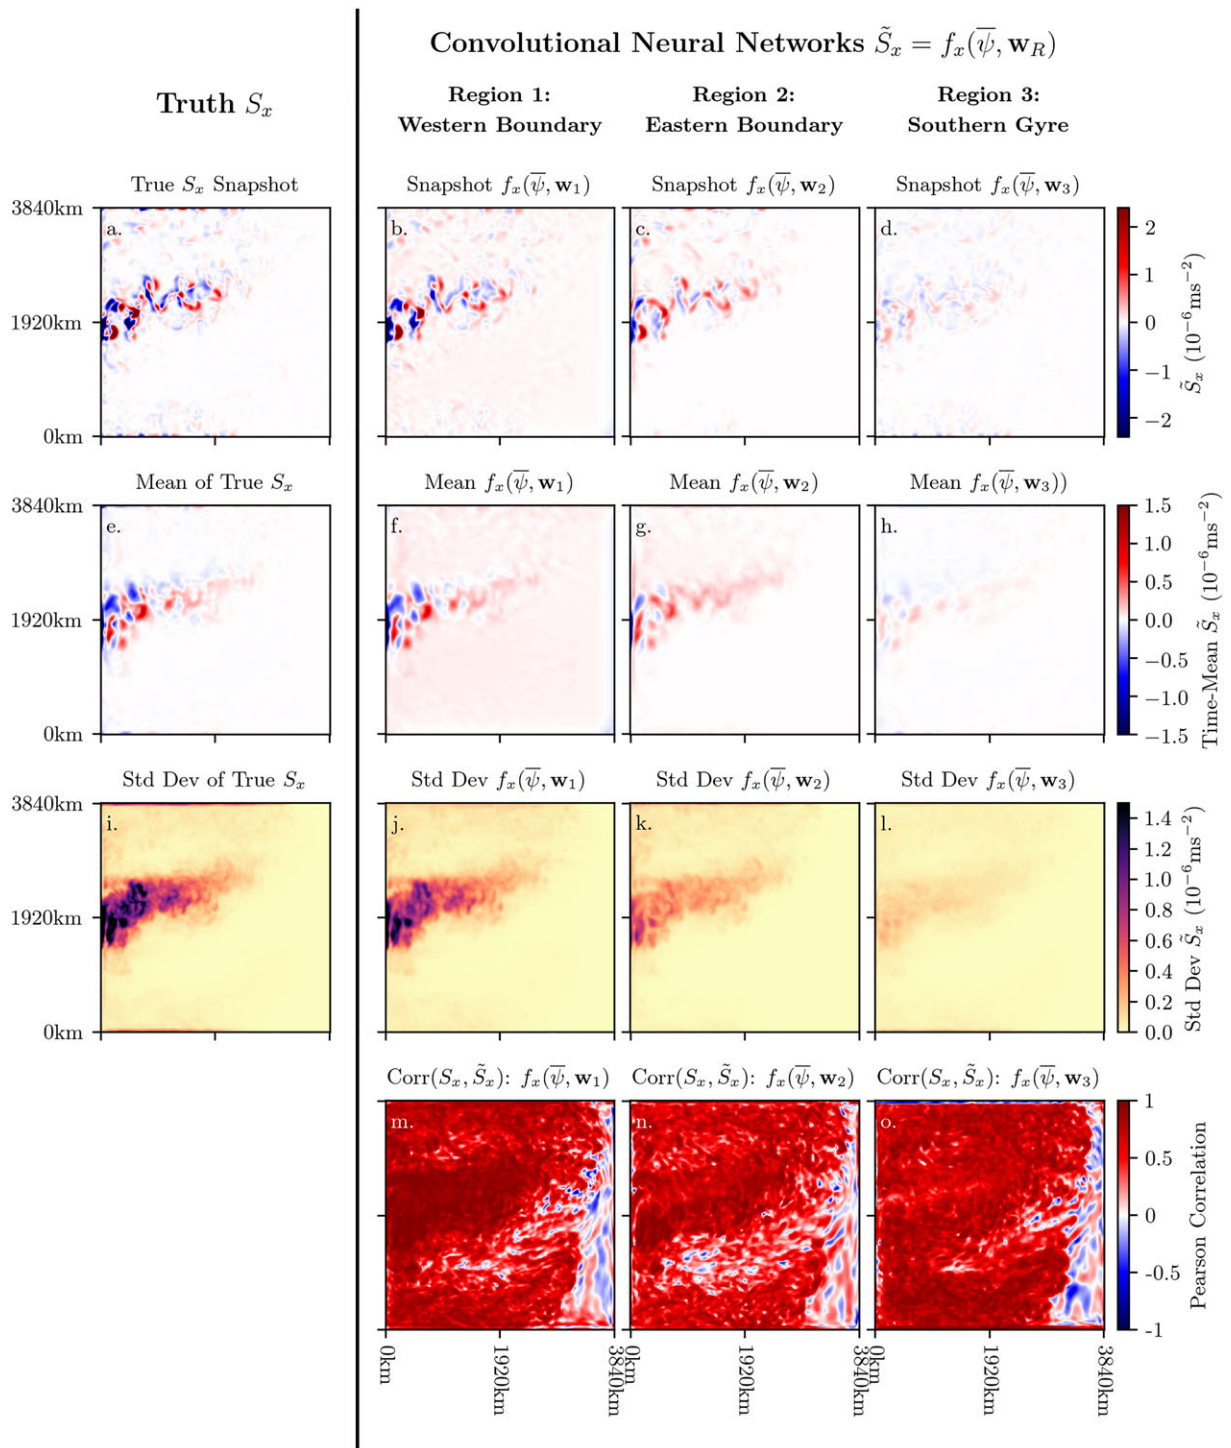 Convolutional Neural Networks $\tilde{S}_x = f_x(\overline{\psi}, \mathbf{w}_R)$
Truth $S_x$
Region 1:
Western Boundary
Region 2:
Eastern Boundary
Region 3:
Southern Gyre
True $S_x$ Snapshot
Snapshot $f_x(\overline{\psi}, \mathbf{w}_1)$
Snapshot $f_x(\overline{\psi}, \mathbf{w}_2)$
Snapshot $f_x(\overline{\psi}, \mathbf{w}_3)$
3840km
1920km
0km
a.
b.
c.
d.
2
1
0
−1
−2
$\tilde{S}_x$ $(10^{-6}\mathrm{ms}^{-2})$
Mean of True $S_x$
Mean $f_x(\overline{\psi}, \mathbf{w}_1)$
Mean $f_x(\overline{\psi}, \mathbf{w}_2)$
Mean $f_x(\overline{\psi}, \mathbf{w}_3))$
3840km
1920km
0km
e.
f.
g.
h.
1.5
1.0
0.5
0.0
−0.5
−1.0
−1.5
Time-Mean $\tilde{S}_x$ $(10^{-6}\mathrm{ms}^{-2})$
Std Dev of True $S_x$
Std Dev $f_x(\overline{\psi}, \mathbf{w}_1)$
Std Dev $f_x(\overline{\psi}, \mathbf{w}_2)$
Std Dev $f_x(\overline{\psi}, \mathbf{w}_3)$
3840km
1920km
0km
i.
j.
k.
l.
1.4
1.2
1.0
0.8
0.6
0.4
0.2
0.0
Std Dev $\tilde{S}_x$ $(10^{-6}\mathrm{ms}^{-2})$
Corr($S_x, \tilde{S}_x$): $f_x(\overline{\psi}, \mathbf{w}_1)$
Corr($S_x, \tilde{S}_x$): $f_x(\overline{\psi}, \mathbf{w}_2)$
Corr($S_x, \tilde{S}_x$): $f_x(\overline{\psi}, \mathbf{w}_3)$
m.
n.
o.
1
0.5
0
-0.5
-1
Pearson Correlation
0km
1920km
3840km
0km
1920km
3840km
0km
1920km
3840km